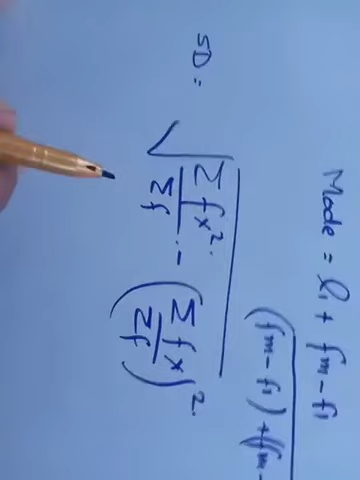 Mode = l₁ + fm - f₁
(fm - f₁) + (fm -
SD =
√ Σfx² / Σf - (Σfx / Σf)²